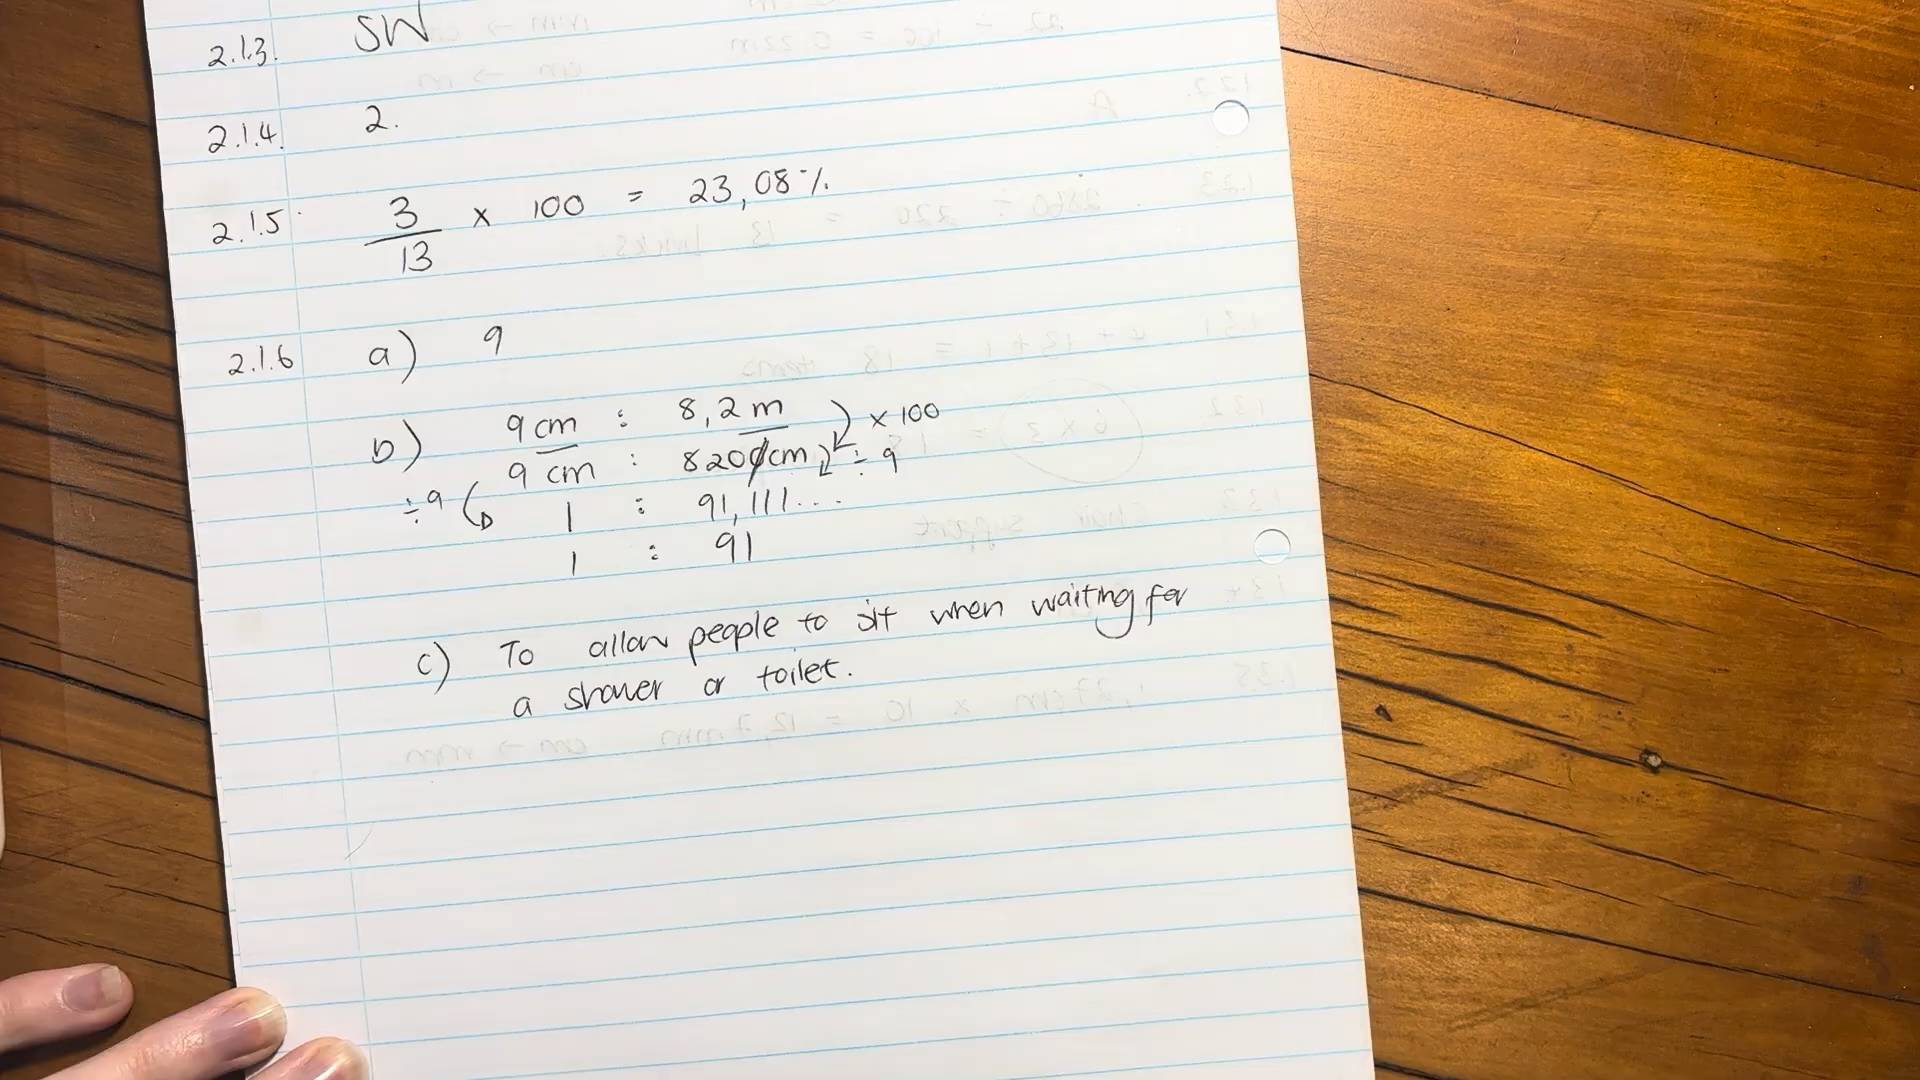 2.1.3. SW
2.1.4. 2.
2.1.5. 3/13 x 100 = 23,08%
2.1.6 a) 9
b) 9 cm : 8,2 m x 100
9 cm : 820 cm ÷ 9
÷9 1 : 91,111...
1 : 91
c) To allow people to sit when waiting for
a shower or toilet.